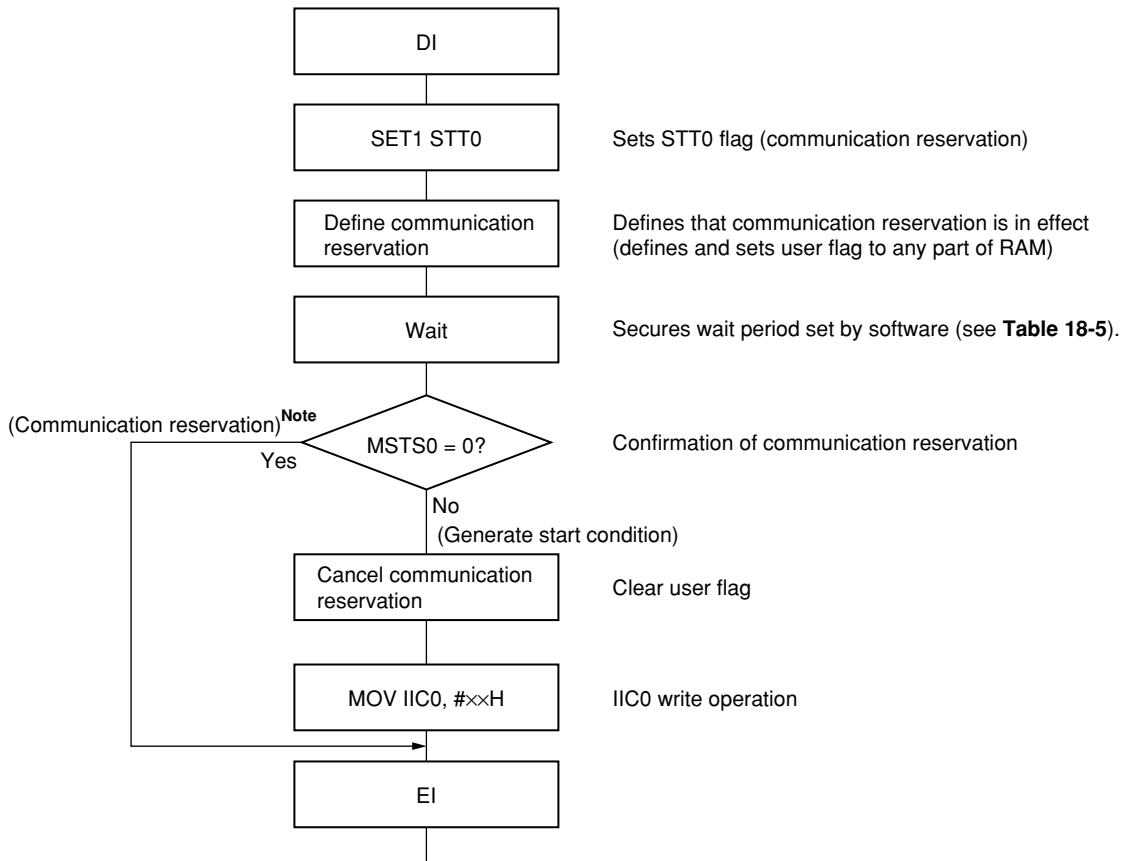 DI
SET1 STT0
Sets STT0 flag (communication reservation)
Define communication
reservation
Defines that communication reservation is in effect
(defines and sets user flag to any part of RAM)
Wait
Secures wait period set by software (see Table 18-5).
(Communication reservation)Note
Yes
MSTS0 = 0?
Confirmation of communication reservation
No
(Generate start condition)
Cancel communication
reservation
Clear user flag
MOV IIC0, #××H
IIC0 write operation
EI